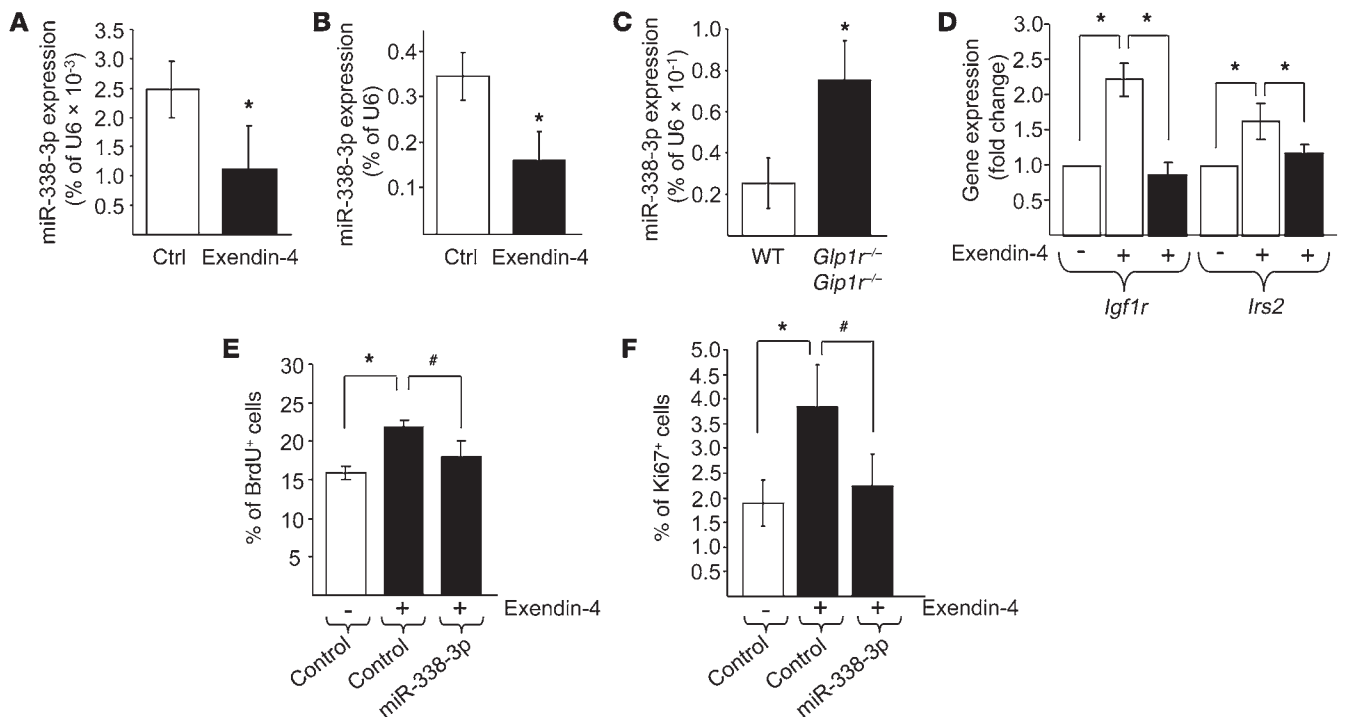 A
miR-338-3p expression
(% of U6 × 10⁻³)
3.5
3.0
2.5
2.0
1.5
1.0
0.5
*
Ctrl Exendin-4
B
miR-338-3p expression
(% of U6)
0.4
0.3
0.2
0.1
*
Ctrl Exendin-4
C
miR-338-3p expression
(% of U6 × 10⁻¹)
1.0
0.8
0.6
0.4
0.2
*
WT Glp1r⁻/⁻
Gipr1r⁻/⁻
D
Gene expression
(fold change)
3.0
2.5
2.0
1.5
1.0
0.5
* *
* *
Exendin-4 - + + - + +
Igf1r Irs2
E
% of BrdU⁺ cells
30
25
20
15
10
5
* #
- + + Exendin-4
Control Control miR-338-3p
F
% of Ki67⁺ cells
5.0
4.5
4.0
3.5
3.0
2.5
2.0
1.5
1.0
0.5
* #
- + + Exendin-4
Control Control miR-338-3p